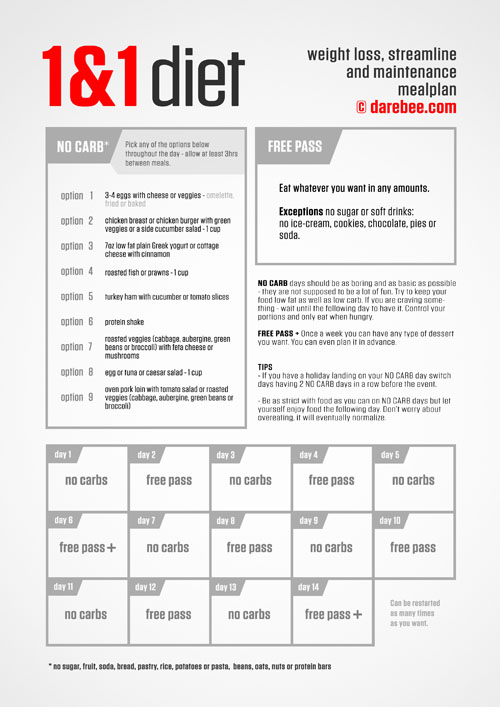 1&1 diet
weight loss, streamline
and maintenance
mealplan
© darebee.com
NO CARB*
Pick any of the options below
throughout the day - allow at least 3hrs
between meals.
option 1
3-4 eggs with cheese or veggies - omelette,
fried or baked
option 2
chicken breast or chicken burger with green
veggies or a side cucumber salad - 1 cup
option 3
7oz low fat plain Greek yogurt or cottage
cheese with cinnamon
option 4
roasted fish or prawns - 1 cup
option 5
turkey ham with cucumber or tomato slices
option 6
protein shake
option 7
roasted veggies (cabbage, aubergine, green
beans or broccoli) with feta cheese or
mushrooms
option 8
egg or tuna or caesar salad - 1 cup
option 9
oven pork loin with tomato salad or roasted
veggies (cabbage, aubergine, green beans or
broccoli)
FREE PASS
Eat whatever you want in any amounts.
Exceptions no sugar or soft drinks:
no ice-cream, cookies, chocolate, pies or
soda.
NO CARB days should be as boring and as basic as possible
- they are not supposed to be a lot of fun. Try to keep your
food low fat as well as low carb. If you are craving some-
thing - wait until the following day to have it. Control your
portions and only eat when hungry.
FREE PASS + Once a week you can have any type of dessert
you want. You can even plan it in advance.
TIPS
- If you have a holiday landing on your NO CARB day switch
days having 2 NO CARB days in a row before the event.
- Be as strict with food as you can on NO CARB days but let
yourself enjoy food the following day. Don't worry about
overeating, it will eventually normalize.
day 1
no carbs
day 2
free pass
day 3
no carbs
day 4
free pass
day 5
no carbs
day 6
free pass+
day 7
no carbs
day 8
free pass
day 9
no carbs
day 10
free pass
day 11
no carbs
day 12
free pass
day 13
no carbs
day 14
free pass+
Can be restarted
as many times
as you want.
* no sugar, fruit, soda, bread, pastry, rice, potatoes or pasta, beans, oats, nuts or protein bars